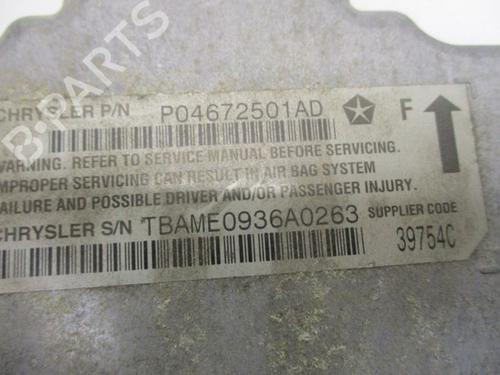 CHRYSLER P/N P04672501AD F
WARNING. REFER TO SERVICE MANUAL BEFORE SERVICING.
IMPROPER SERVICING CAN RESULT IN AIR BAG SYSTEM
FAILURE AND POSSIBLE DRIVER AND/OR PASSENGER INJURY.
CHRYSLER S/N TBAME0936A0263 SUPPLIER CODE
39754C
B-PARTS